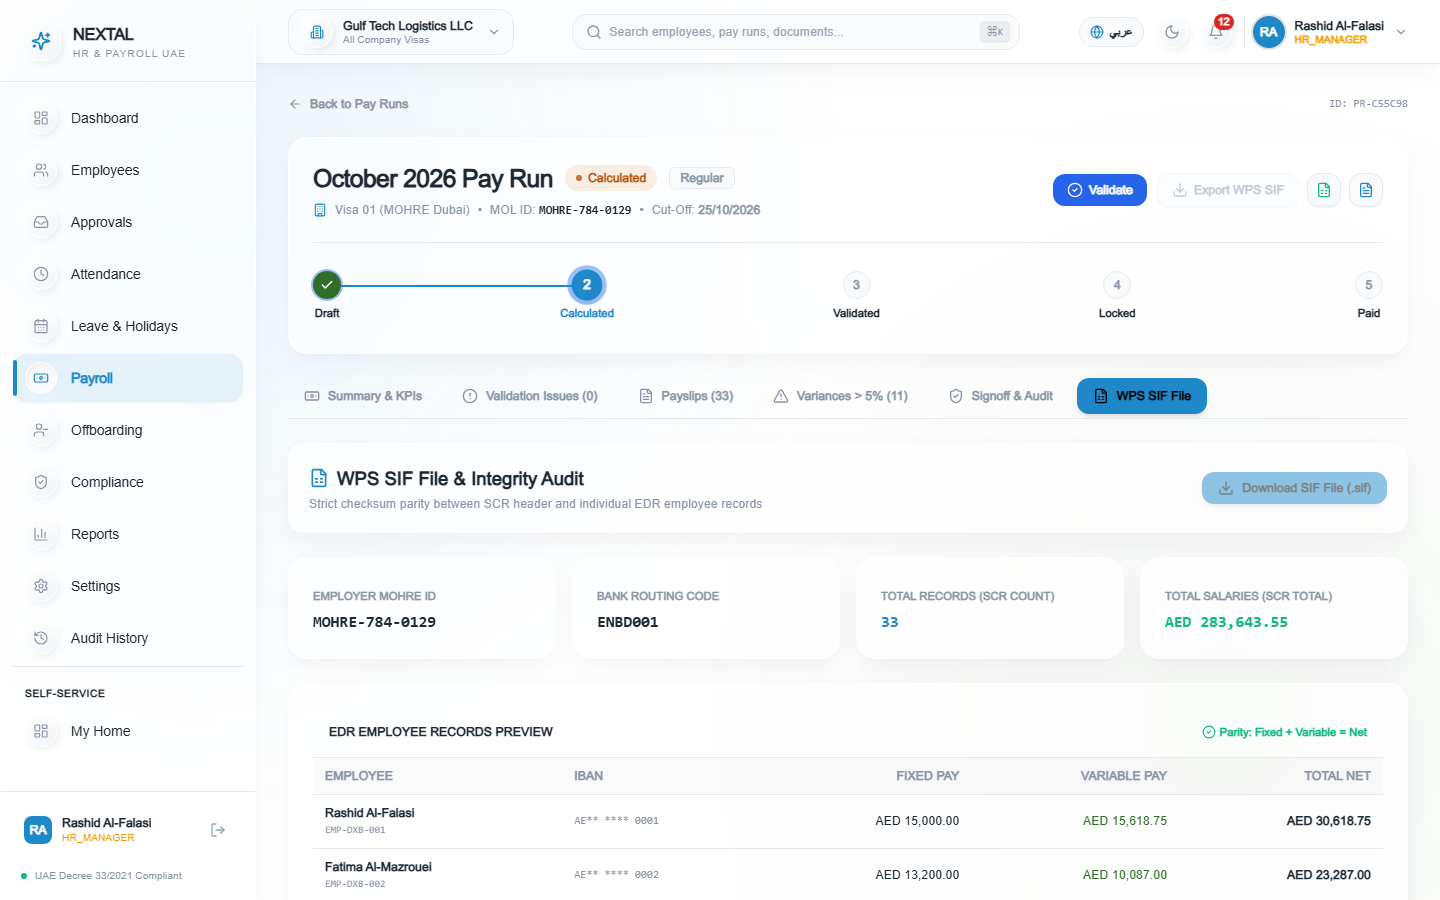 NEXTAL
HR & PAYROLL UAE
Gulf Tech Logistics LLC
All Company Visas
Search employees, pay runs, documents...
⌘K
عربي
12
RA
Rashid Al-Falasi
HR_MANAGER
Dashboard
Employees
Approvals
Attendance
Leave & Holidays
Payroll
Offboarding
Compliance
Reports
Settings
Audit History
SELF-SERVICE
My Home
RA
Rashid Al-Falasi
HR_MANAGER
UAE Decree 33/2021 Compliant
Back to Pay Runs
ID: PR-C55C98
October 2026 Pay Run
Calculated
Regular
Visa 01 (MOHRE Dubai) • MOL ID: MOHRE-784-0129 • Cut-Off: 25/10/2026
Validate
Export WPS SIF
Draft
2
Calculated
3
Validated
4
Locked
5
Paid
Summary & KPIs
Validation Issues (0)
Payslips (33)
Variances > 5% (11)
Signoff & Audit
WPS SIF File
WPS SIF File & Integrity Audit
Strict checksum parity between SCR header and individual EDR employee records
Download SIF File (.sif)
EMPLOYER MOHRE ID
MOHRE-784-0129
BANK ROUTING CODE
ENBD001
TOTAL RECORDS (SCR COUNT)
33
TOTAL SALARIES (SCR TOTAL)
AED 283,643.55
EDR EMPLOYEE RECORDS PREVIEW
Parity: Fixed + Variable = Net
EMPLOYEE IBAN FIXED PAY VARIABLE PAY TOTAL NET
Rashid Al-Falasi
EMP-DXB-001
AE** **** 0001 AED 15,000.00 AED 15,618.75 AED 30,618.75
Fatima Al-Mazrouei
EMP-DXB-002
AE** **** 0002 AED 13,200.00 AED 10,087.00 AED 23,287.00